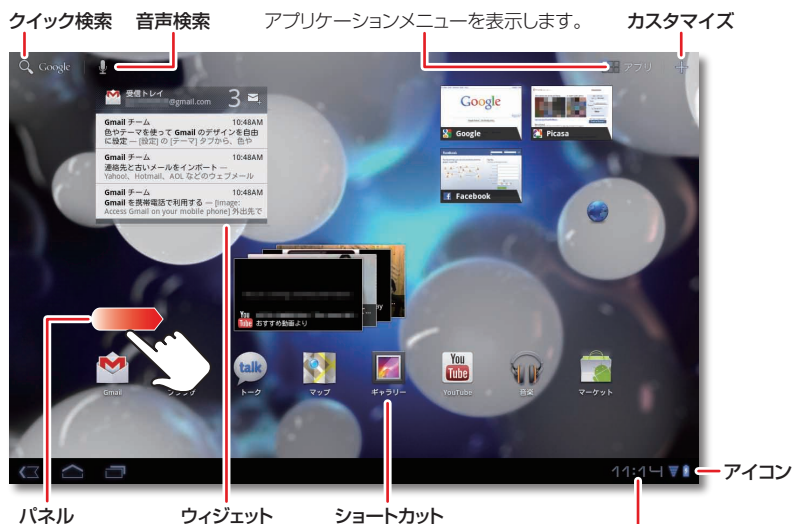 クイック検索 音声検索 アプリケーションメニューを表示します。 カスタマイズ
Google アプリ
受信トレイ
@gmail.com
3
Gmail チーム 10:48AM
色やテーマを使って Gmail のデザインを自由
に設定 — [設定] の [テーマ] タブから、色や
Gmail チーム 10:48AM
連絡先と古いメールをインポート —
Yahoo!、Hotmail、AOL などのウェブメール
Gmail チーム 10:48AM
Gmail を携帯電話で利用する — [Image:
Access Gmail on your mobile phone] 外出先で
Google
Google
Picasa
facebook
Facebook
You
Tube
おすすめ動画より
talk
You
Tube
Gmail
トーク
マップ
ギャラリー
YouTube
音楽
マーケット
11:14
アイコン
パネル ウィジェット ショートカット